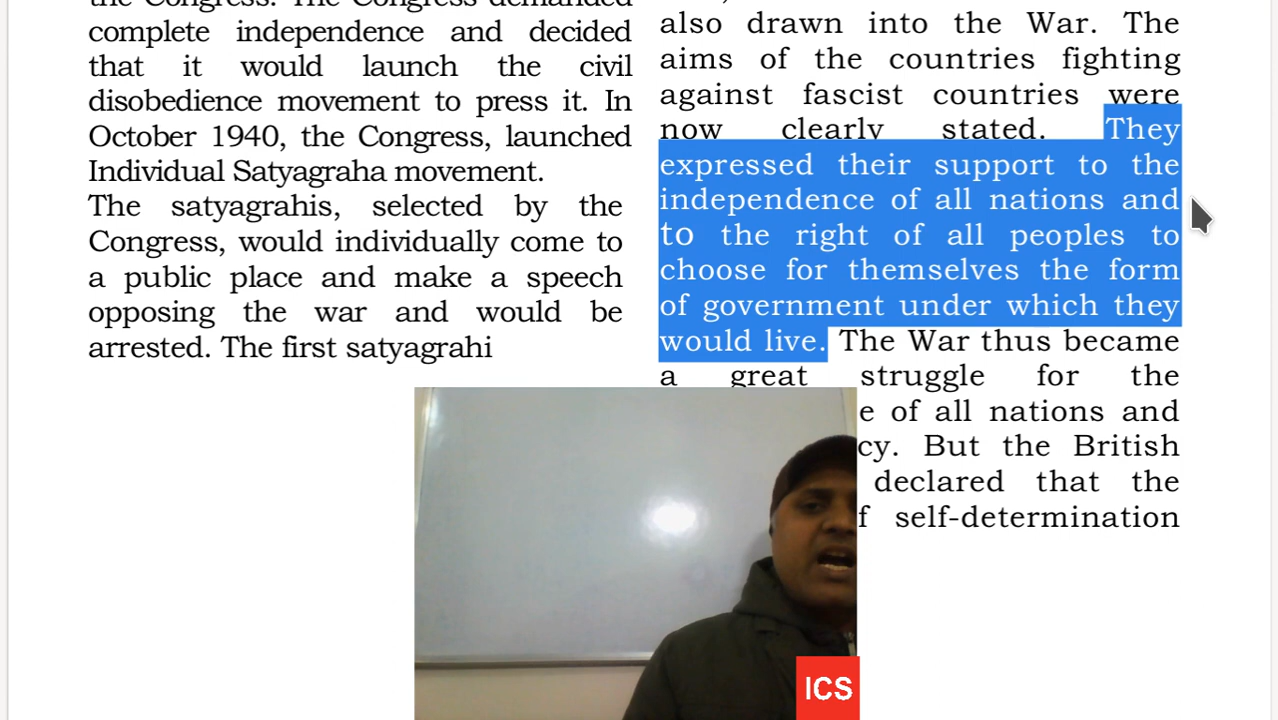 complete independence and decided
that it would launch the civil
disobedience movement to press it. In
October 1940, the Congress, launched
Individual Satyagraha movement.
The satyagrahis, selected by the
Congress, would individually come to
a public place and make a speech
opposing the war and would be
arrested. The first satyagrahi
also drawn into the War. The
aims of the countries fighting
against fascist countries were
now clearly stated. They
expressed their support to the
independence of all nations and
to the right of all peoples to
choose for themselves the form
of government under which they
would live. The War thus became
a great struggle for the
of all nations and
But the British
declared that the
self-determination
ICS